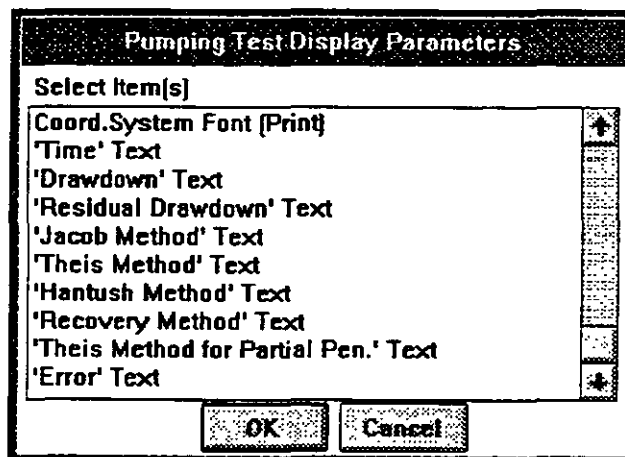 Pumping Test Display Parameters
Select Item[s]
Coord.System Font [Print]
'Time' Text
'Drawdown' Text
'Residual Drawdown' Text
'Jacob Method' Text
'Theis Method' Text
'Hantush Method' Text
'Recovery Method' Text
'Theis Method for Partial Pen.' Text
'Error' Text
OK Cancel